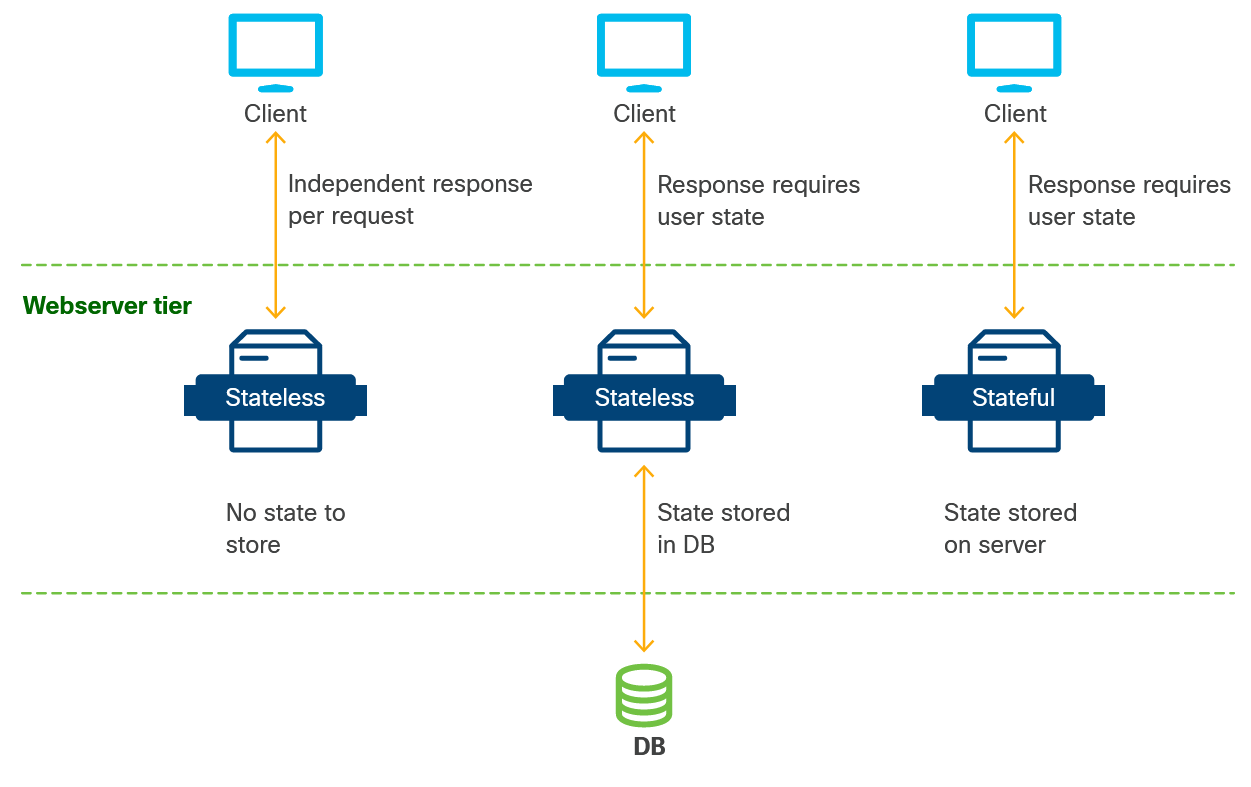 Client
Client
Client
Independent response
per request
Response requires
user state
Response requires
user state
Webserver tier
Stateless
Stateless
Stateful
No state to
store
State stored
in DB
State stored
on server
DB